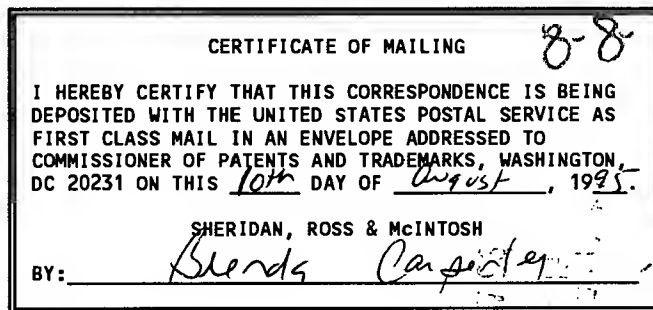 8-8
CERTIFICATE OF MAILING
I HEREBY CERTIFY THAT THIS CORRESPONDENCE IS BEING
DEPOSITED WITH THE UNITED STATES POSTAL SERVICE AS
FIRST CLASS MAIL IN AN ENVELOPE ADDRESSED TO
COMMISSIONER OF PATENTS AND TRADEMARKS, WASHINGTON,
DC 20231 ON THIS 10th DAY OF August, 1995.
SHERIDAN, ROSS & McINTOSH
BY: Brenda Carpenter